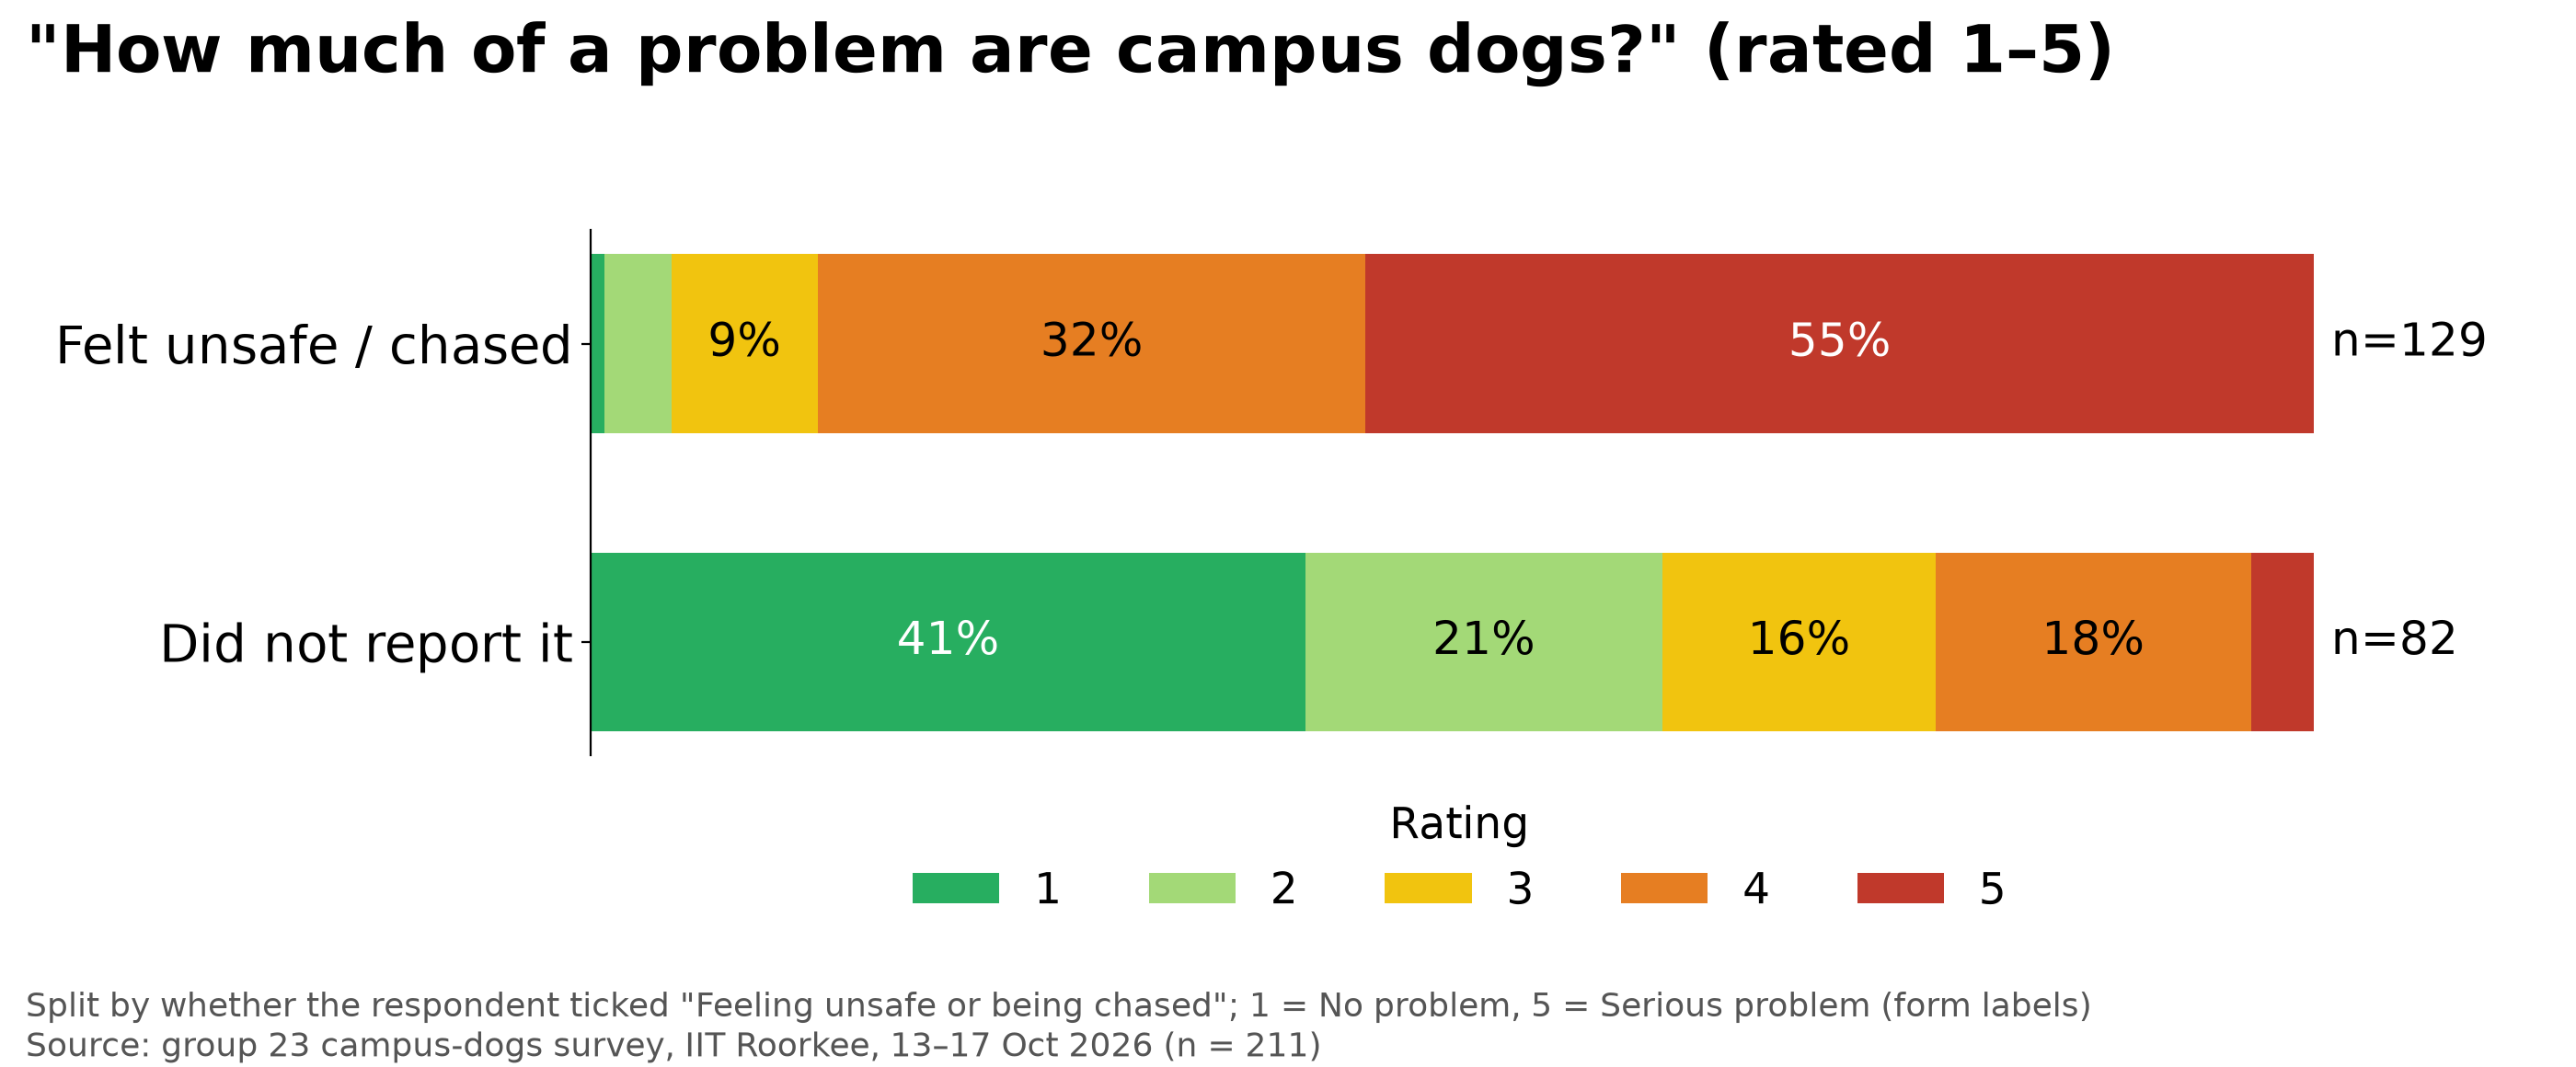 "How much of a problem are campus dogs?" (rated 1–5)
Felt unsafe / chased 9% 32% 55% n=129
Did not report it 41% 21% 16% 18% n=82
Rating
1 2 3 4 5
Split by whether the respondent ticked "Feeling unsafe or being chased"; 1 = No problem, 5 = Serious problem (form labels)
Source: group 23 campus-dogs survey, IIT Roorkee, 13–17 Oct 2026 (n = 211)